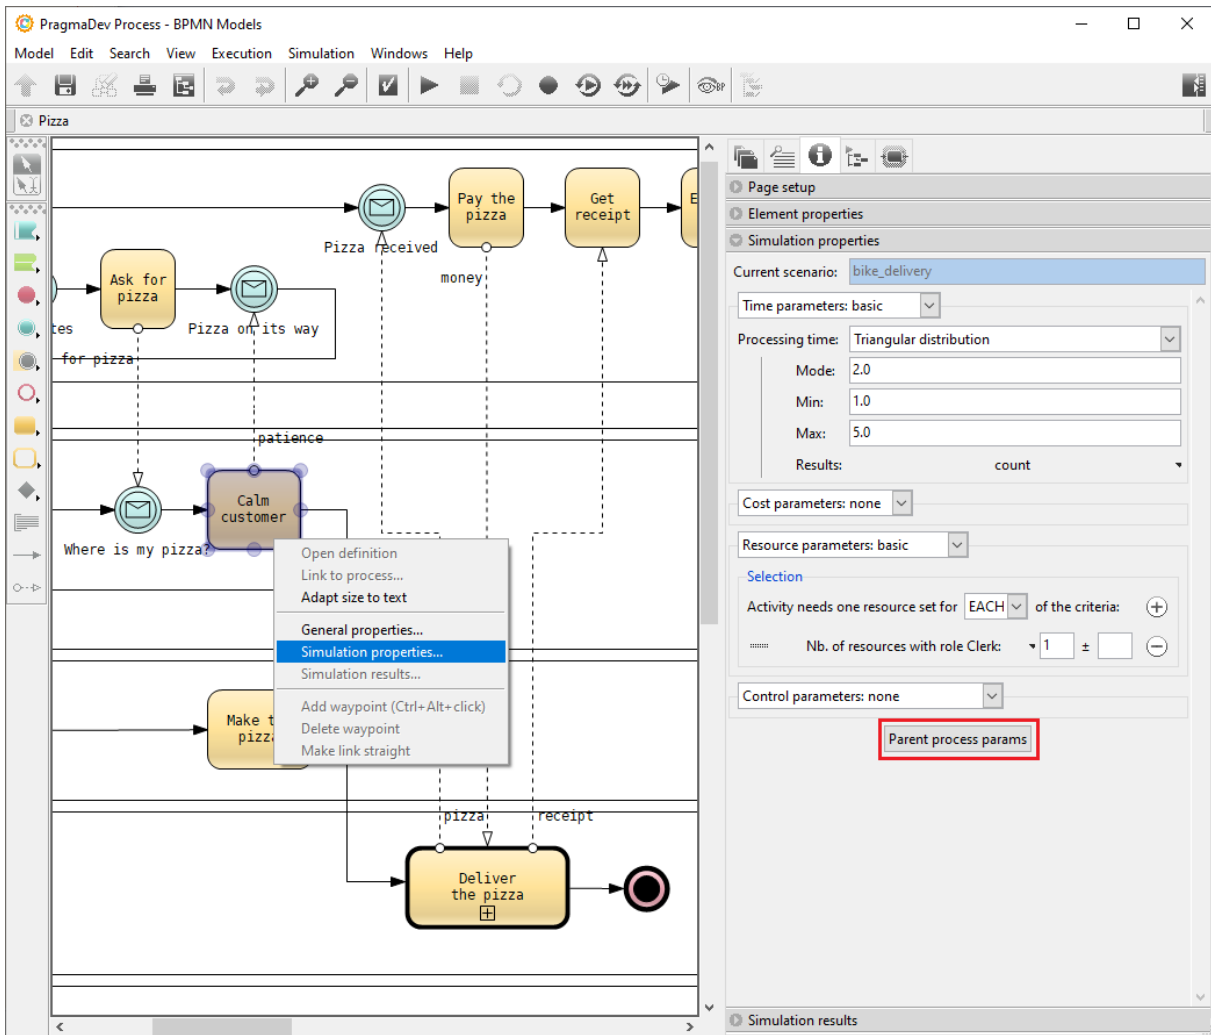 PragmaDev Process - BPMN Models
Model Edit Search View Execution Simulation Windows Help
BP
Pizza
Pay the
pizza
Get
receipt
E
Pizza received
money
Ask for
pizza
tes
Pizza on its way
for pizza
patience
Calm
customer
Where is my pizza?
Open definition
Link to process...
Adapt size to text
General properties...
Simulation properties...
Simulation results...
Add waypoint (Ctrl+Alt+click)
Delete waypoint
Make link straight
Make t
pizz
pizza
receipt
Deliver
the pizza
Page setup
Element properties
Simulation properties
Current scenario: bike_delivery
Time parameters: basic
Processing time: Triangular distribution
Mode: 2.0
Min: 1.0
Max: 5.0
Results: count
Cost parameters: none
Resource parameters: basic
Selection
Activity needs one resource set for EACH of the criteria:
Nb. of resources with role Clerk: 1 ±
Control parameters: none
Parent process params
Simulation results